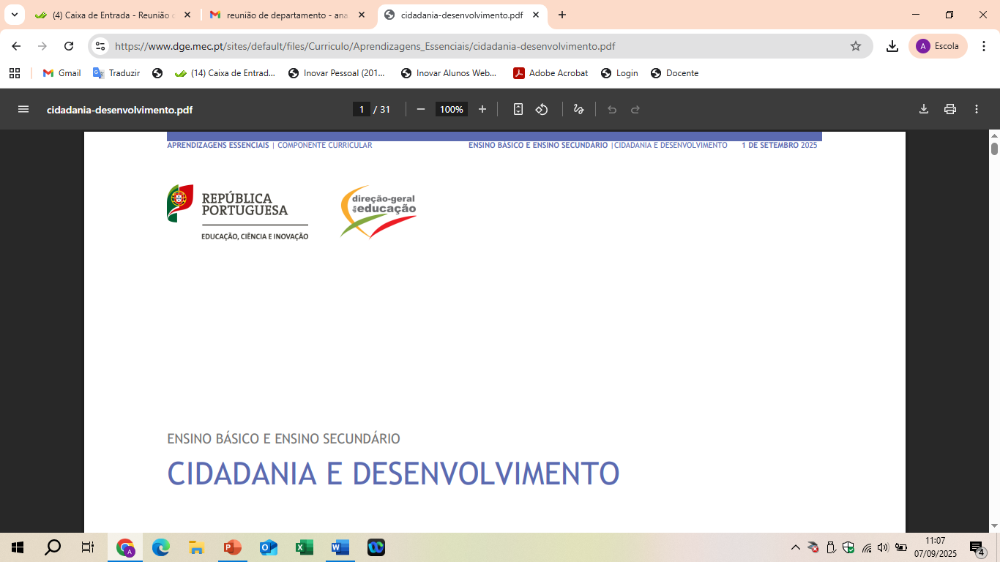 (4) Caixa de Entrada - Reunião
reunião de departamento - ana
cidadania-desenvolvimento.pdf
https://www.dge.mec.pt/sites/default/files/Curriculo/Aprendizagens_Essenciais/cidadania-desenvolvimento.pdf
A Escola
Gmail
Traduzir
(14) Caixa de Entrad...
Inovar Pessoal (201...
Inovar Alunos Web...
Adobe Acrobat
Login
Docente
cidadania-desenvolvimento.pdf
1 / 31
100%
APRENDIZAGENS ESSENCIAIS | COMPONENTE CURRICULAR
ENSINO BÁSICO E ENSINO SECUNDÁRIO |CIDADANIA E DESENVOLVIMENTO 1 DE SETEMBRO 2025
REPÚBLICA
PORTUGUESA
EDUCAÇÃO, CIÊNCIA E INOVAÇÃO
direção-geral
da educação
ENSINO BÁSICO E ENSINO SECUNDÁRIO
CIDADANIA E DESENVOLVIMENTO
11:07
07/09/2025
4